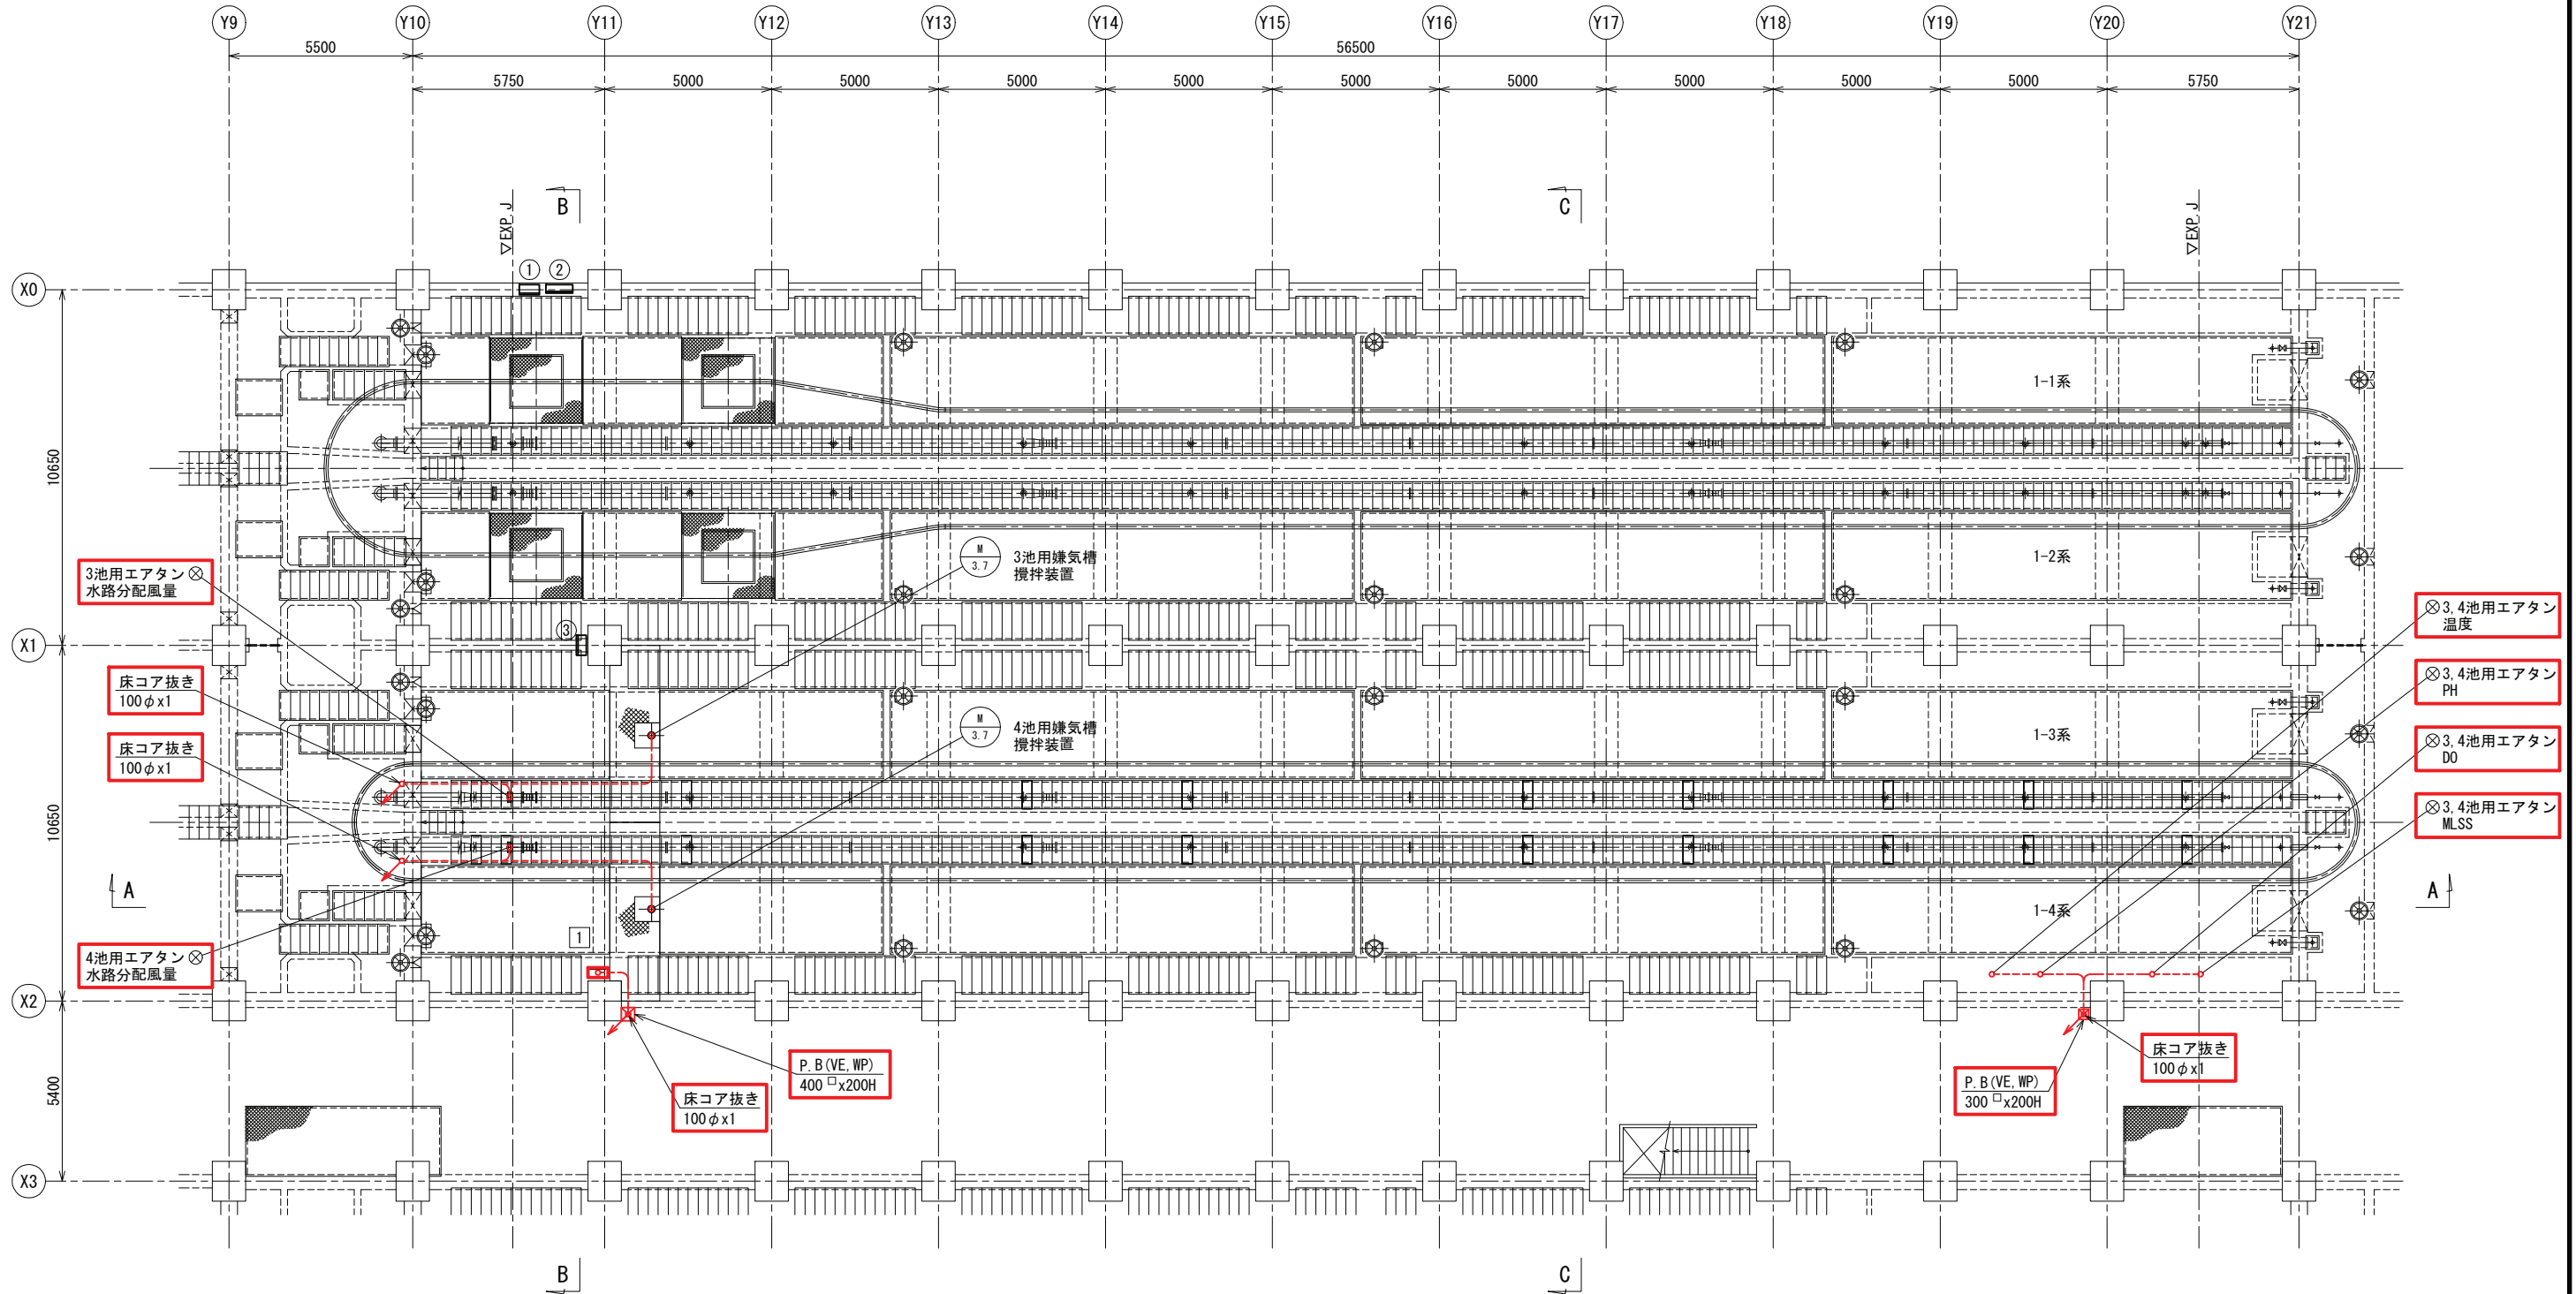 Y9 Y10 Y11 Y12 Y13 Y14 Y15 Y16 Y17 Y18 Y19 Y20 Y21
5500 56500
5750 5000 5000 5000 5000 5000 5000 5000 5000 5000 5750
B C
▽EXP.J ▽EXP.J
① ②
X0
1-1系
10650
M
3.7
3池用嫌気槽
攪拌装置
1-2系
3池用エアタン⊗
水路分配風量
⊗3,4池用エアタン
温度
③
X1
床コア抜き
100φx1
⊗3,4池用エアタン
PH
M
3.7
4池用嫌気槽
攪拌装置
1-3系
床コア抜き
100φx1
⊗3,4池用エアタン
DO
10650
⊗3,4池用エアタン
MLSS
A A
1-4系
1
4池用エアタン⊗
水路分配風量
X2
P.B(VE,WP)
400□x200H
床コア抜き
100φx1
床コア抜き
100φx1
P.B(VE,WP)
300□x200H
5400
X3
B C